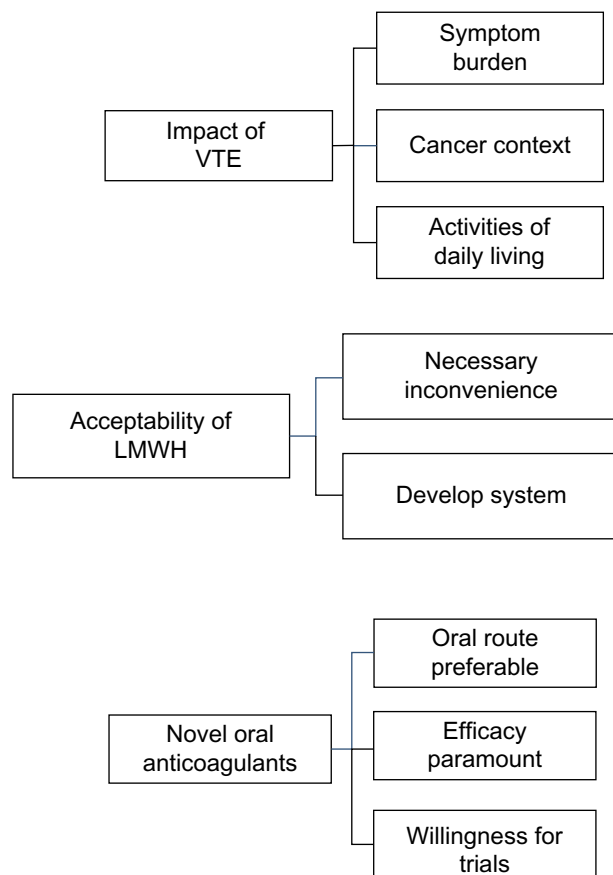 Symptom
burden
Impact of
VTE
Cancer context
Activities of
daily living
Necessary
inconvenience
Acceptability of
LMWH
Develop system
Oral route
preferable
Novel oral
anticoagulants
Efficacy
paramount
Willingness for
trials